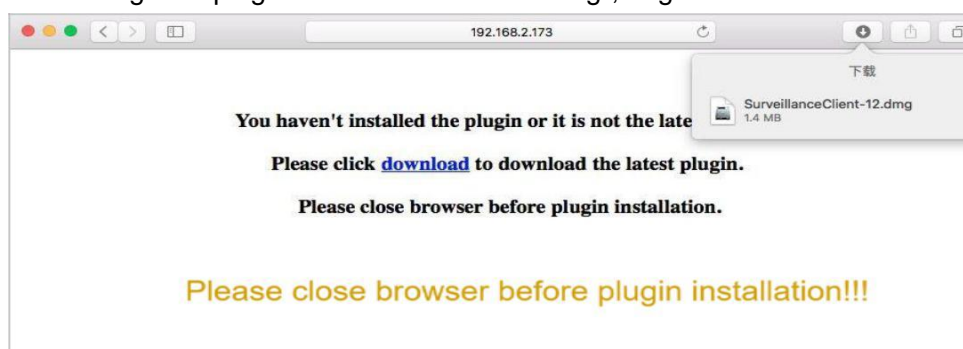 192.168.2.173
下载
SurveillanceClient-12.dmg
1.4 MB
You haven't installed the plugin or it is not the late
Please click download to download the latest plugin.
Please close browser before plugin installation.
Please close browser before plugin installation!!!